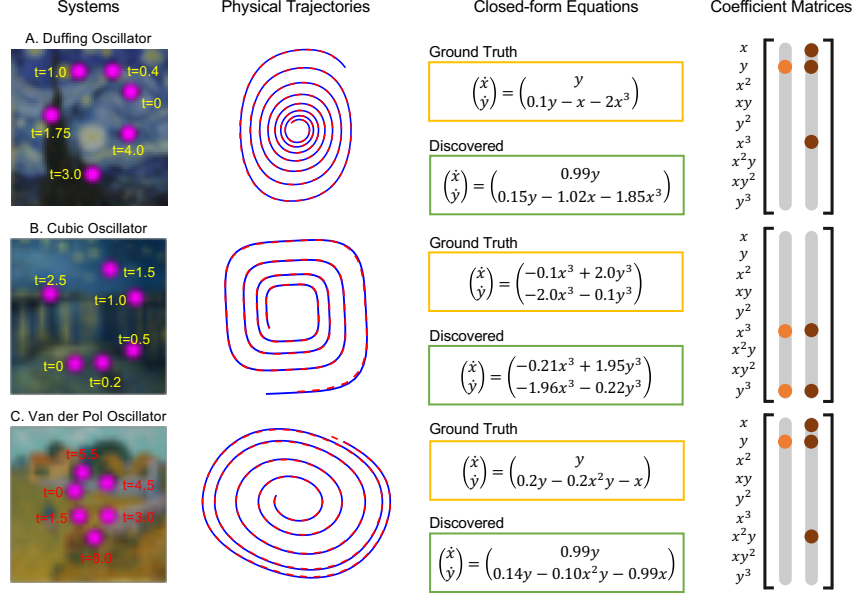 Systems
Physical Trajectories
Closed-form Equations
Coefficient Matrices
A. Duffing Oscillator
t=1.0
t=0.4
t=0
t=1.75
t=4.0
t=3.0
Ground Truth
(ẋ ẏ) = (y
0.1y − x − 2x³)
Discovered
(ẋ ẏ) = (0.99y
0.15y − 1.02x − 1.85x³)
x
y
x²
xy
y²
x³
x²y
xy²
y³
B. Cubic Oscillator
t=1.5
t=2.5
t=1.0
t=0.5
t=0
t=0.2
Ground Truth
(ẋ ẏ) = (−0.1x³ + 2.0y³
−2.0x³ − 0.1y³)
Discovered
(ẋ ẏ) = (−0.21x³ + 1.95y³
−1.96x³ − 0.22y³)
x
y
x²
xy
y²
x³
x²y
xy²
y³
C. Van der Pol Oscillator
t=5.5
t=0
t=4.5
t=1.5
t=3.0
t=8.0
Ground Truth
(ẋ ẏ) = (y
0.2y − 0.2x²y − x)
Discovered
(ẋ ẏ) = (0.99y
0.14y − 0.10x²y − 0.99x)
x
y
x²
xy
y²
x³
x²y
xy²
y³